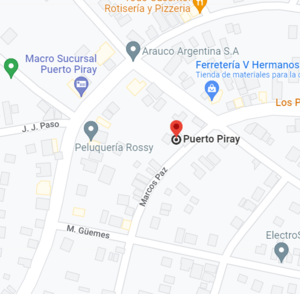 Rotisería y Pizzería
Macro Sucursal
Puerto Piray
Arauco Argentina S.A
Ferretería V Hermanos
Tienda de materiales para la c
Los P
J. J. Paso
Peluquería Rossy
Puerto Piray
Marcos Paz
M. Güemes
ElectroS